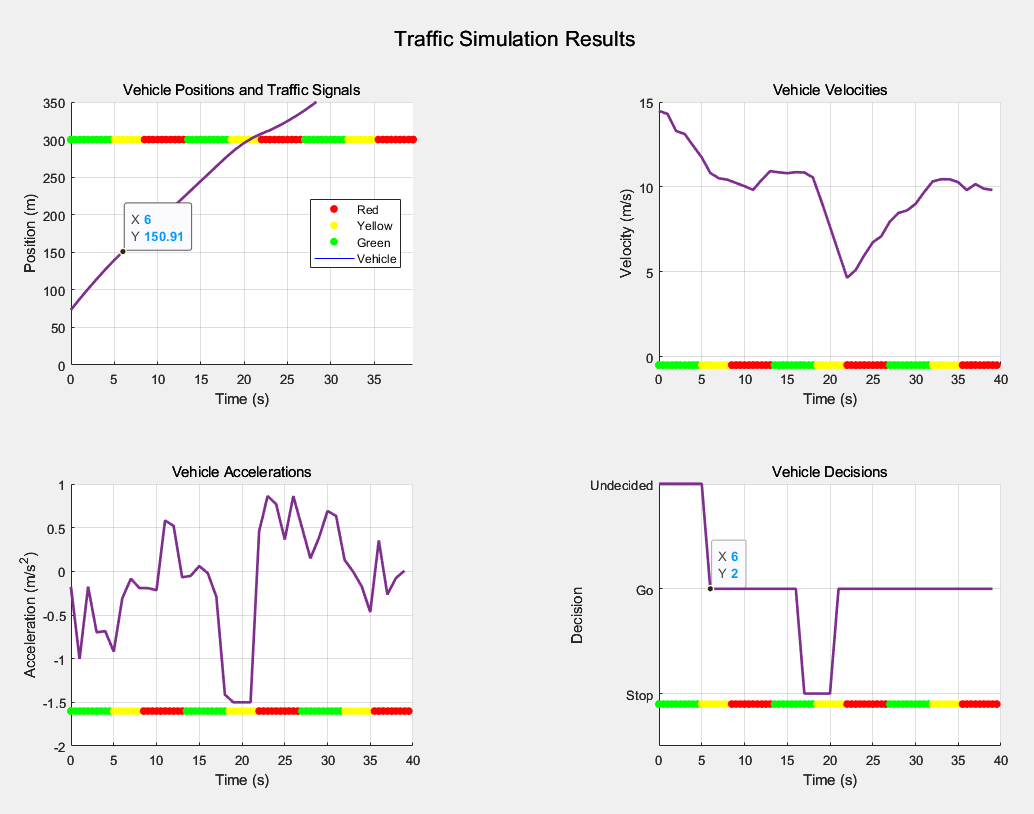 Traffic Simulation Results
Vehicle Positions and Traffic Signals
350
300
250
200
150
100
50
0
Position (m)
X 6
Y 150.91
Red
Yellow
Green
Vehicle
0 5 10 15 20 25 30 35
Time (s)
Vehicle Velocities
15
10
5
0
Velocity (m/s)
0 5 10 15 20 25 30 35 40
Time (s)
Vehicle Accelerations
1
0.5
0
-0.5
-1
-1.5
-2
Acceleration (m/s²)
0 5 10 15 20 25 30 35 40
Time (s)
Vehicle Decisions
Undecided
Go
Stop
Decision
X 6
Y 2
0 5 10 15 20 25 30 35 40
Time (s)